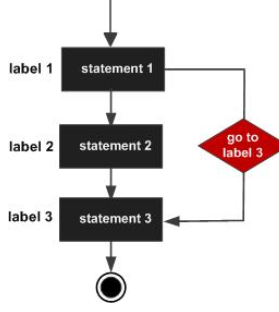 label 1
statement 1
go to
label 3
label 2
statement 2
label 3
statement 3